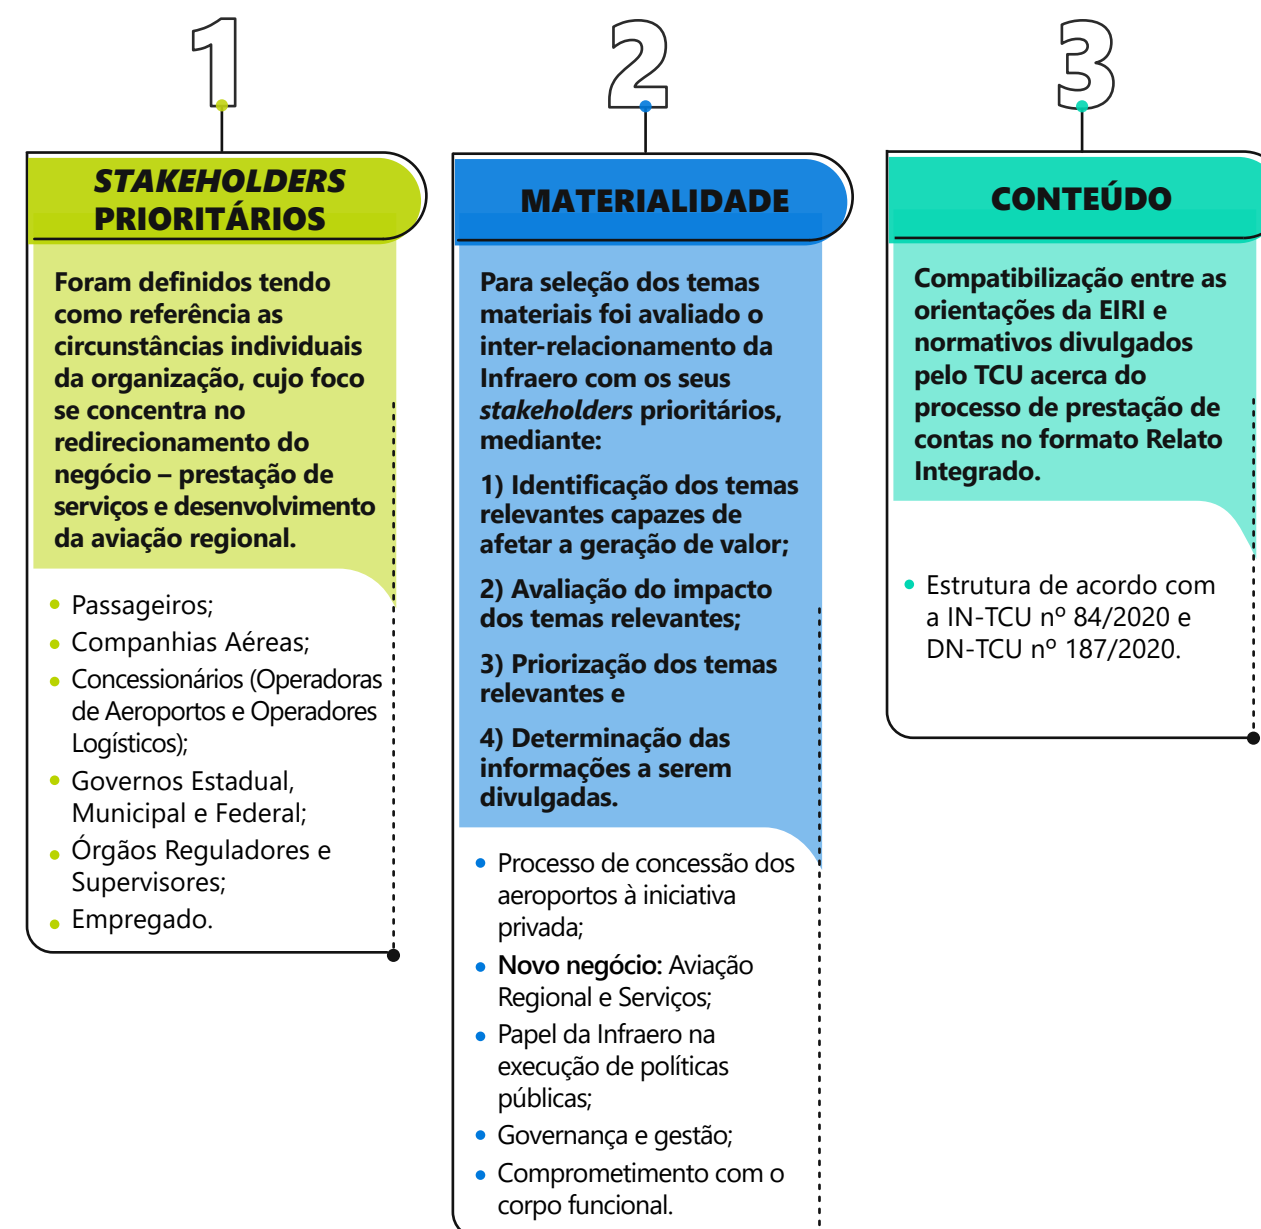 1
STAKEHOLDERS
PRIORITÁRIOS
Foram definidos tendo
como referência as
circunstâncias individuais
da organização, cujo foco
se concentra no
redirecionamento do
negócio – prestação de
serviços e desenvolvimento
da aviação regional.
Passageiros;
Companhias Aéreas;
Concessionários (Operadoras
de Aeroportos e Operadores
Logísticos);
Governos Estadual,
Municipal e Federal;
Órgãos Reguladores e
Supervisores;
Empregado.
2
MATERIALIDADE
Para seleção dos temas
materiais foi avaliado o
inter-relacionamento da
Infraero com os seus
stakeholders prioritários,
mediante:
1) Identificação dos temas
relevantes capazes de
afetar a geração de valor;
2) Avaliação do impacto
dos temas relevantes;
3) Priorização dos temas
relevantes e
4) Determinação das
informações a serem
divulgadas.
Processo de concessão dos
aeroportos à iniciativa
privada;
Novo negócio: Aviação
Regional e Serviços;
Papel da Infraero na
execução de políticas
públicas;
Governança e gestão;
Comprometimento com o
corpo funcional.
3
CONTEÚDO
Compatibilização entre as
orientações da EIRI e
normativos divulgados
pelo TCU acerca do
processo de prestação de
contas no formato Relato
Integrado.
Estrutura de acordo com
a IN-TCU nº 84/2020 e
DN-TCU nº 187/2020.